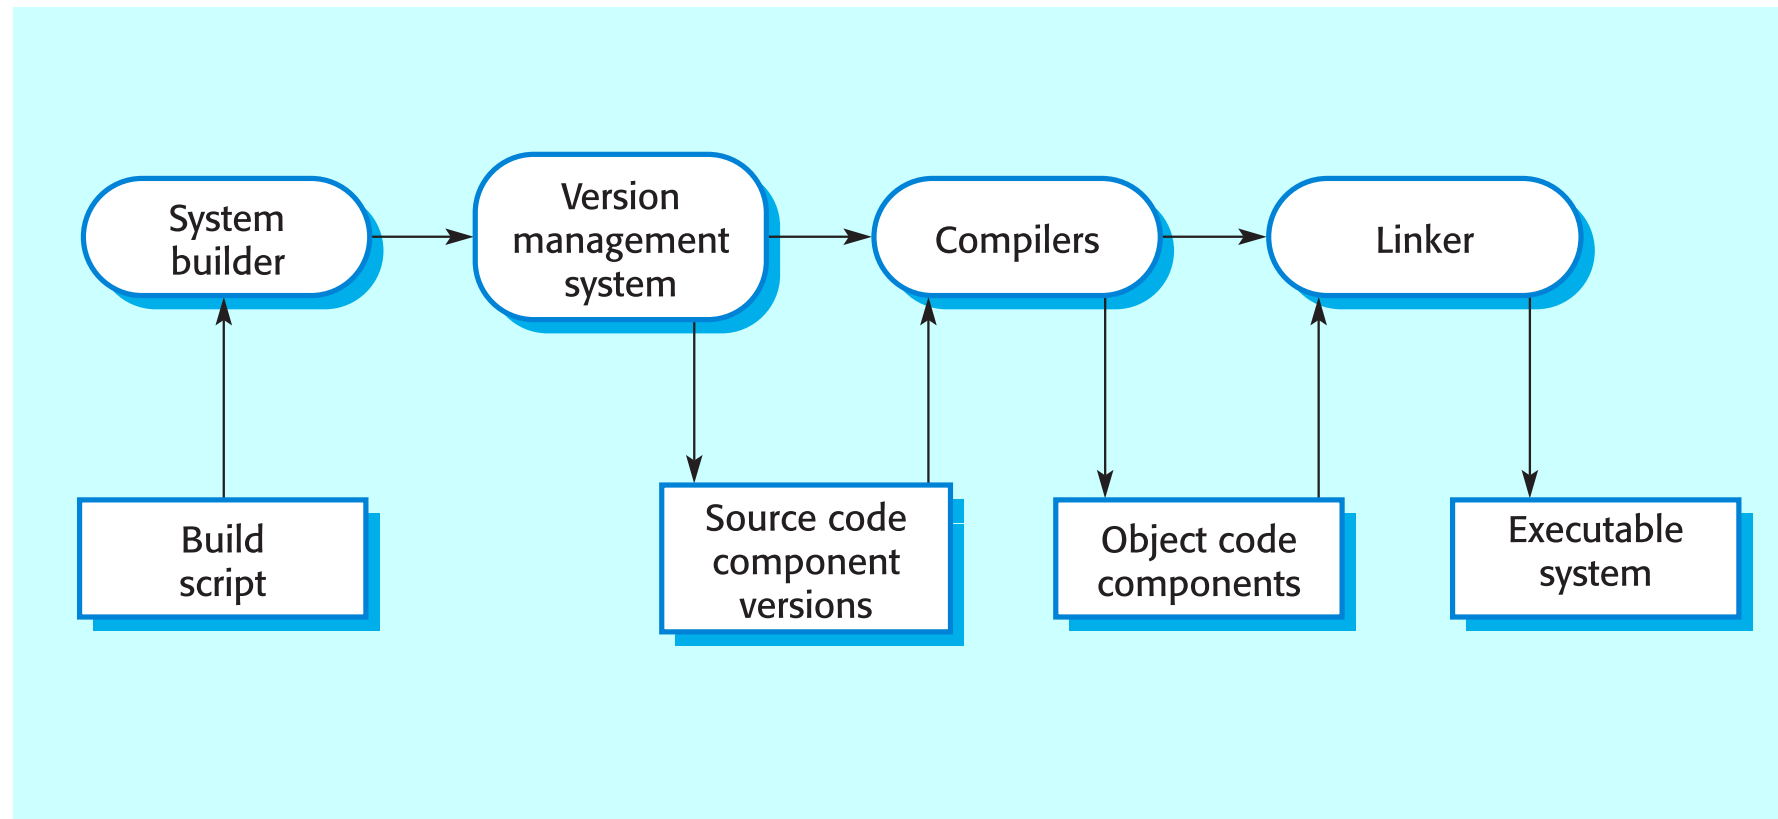 System
builder
Version
management
system
Compilers
Linker
Build
script
Source code
component
versions
Object code
components
Executable
system